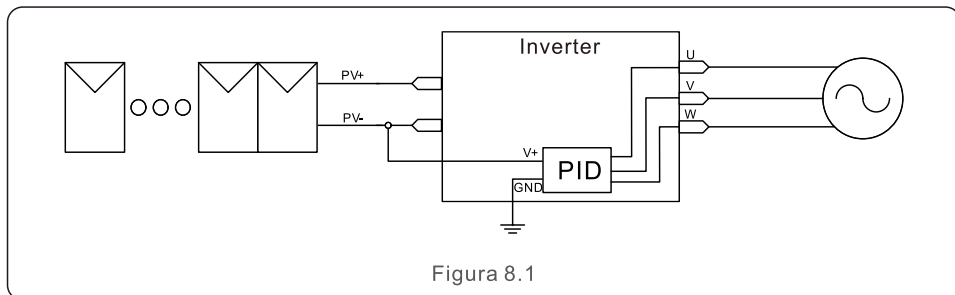 Inverter
U
PV+
V
PV-
W
V+
PID
GND
Figura 8.1